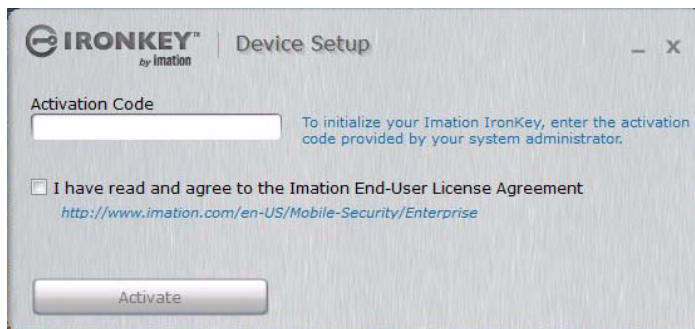 IRONKEY™ Device Setup
by imation
Activation Code
To initialize your Imation IronKey, enter the activation
code provided by your system administrator.
I have read and agree to the Imation End-User License Agreement
http://www.imation.com/en-US/Mobile-Security/Enterprise
Activate